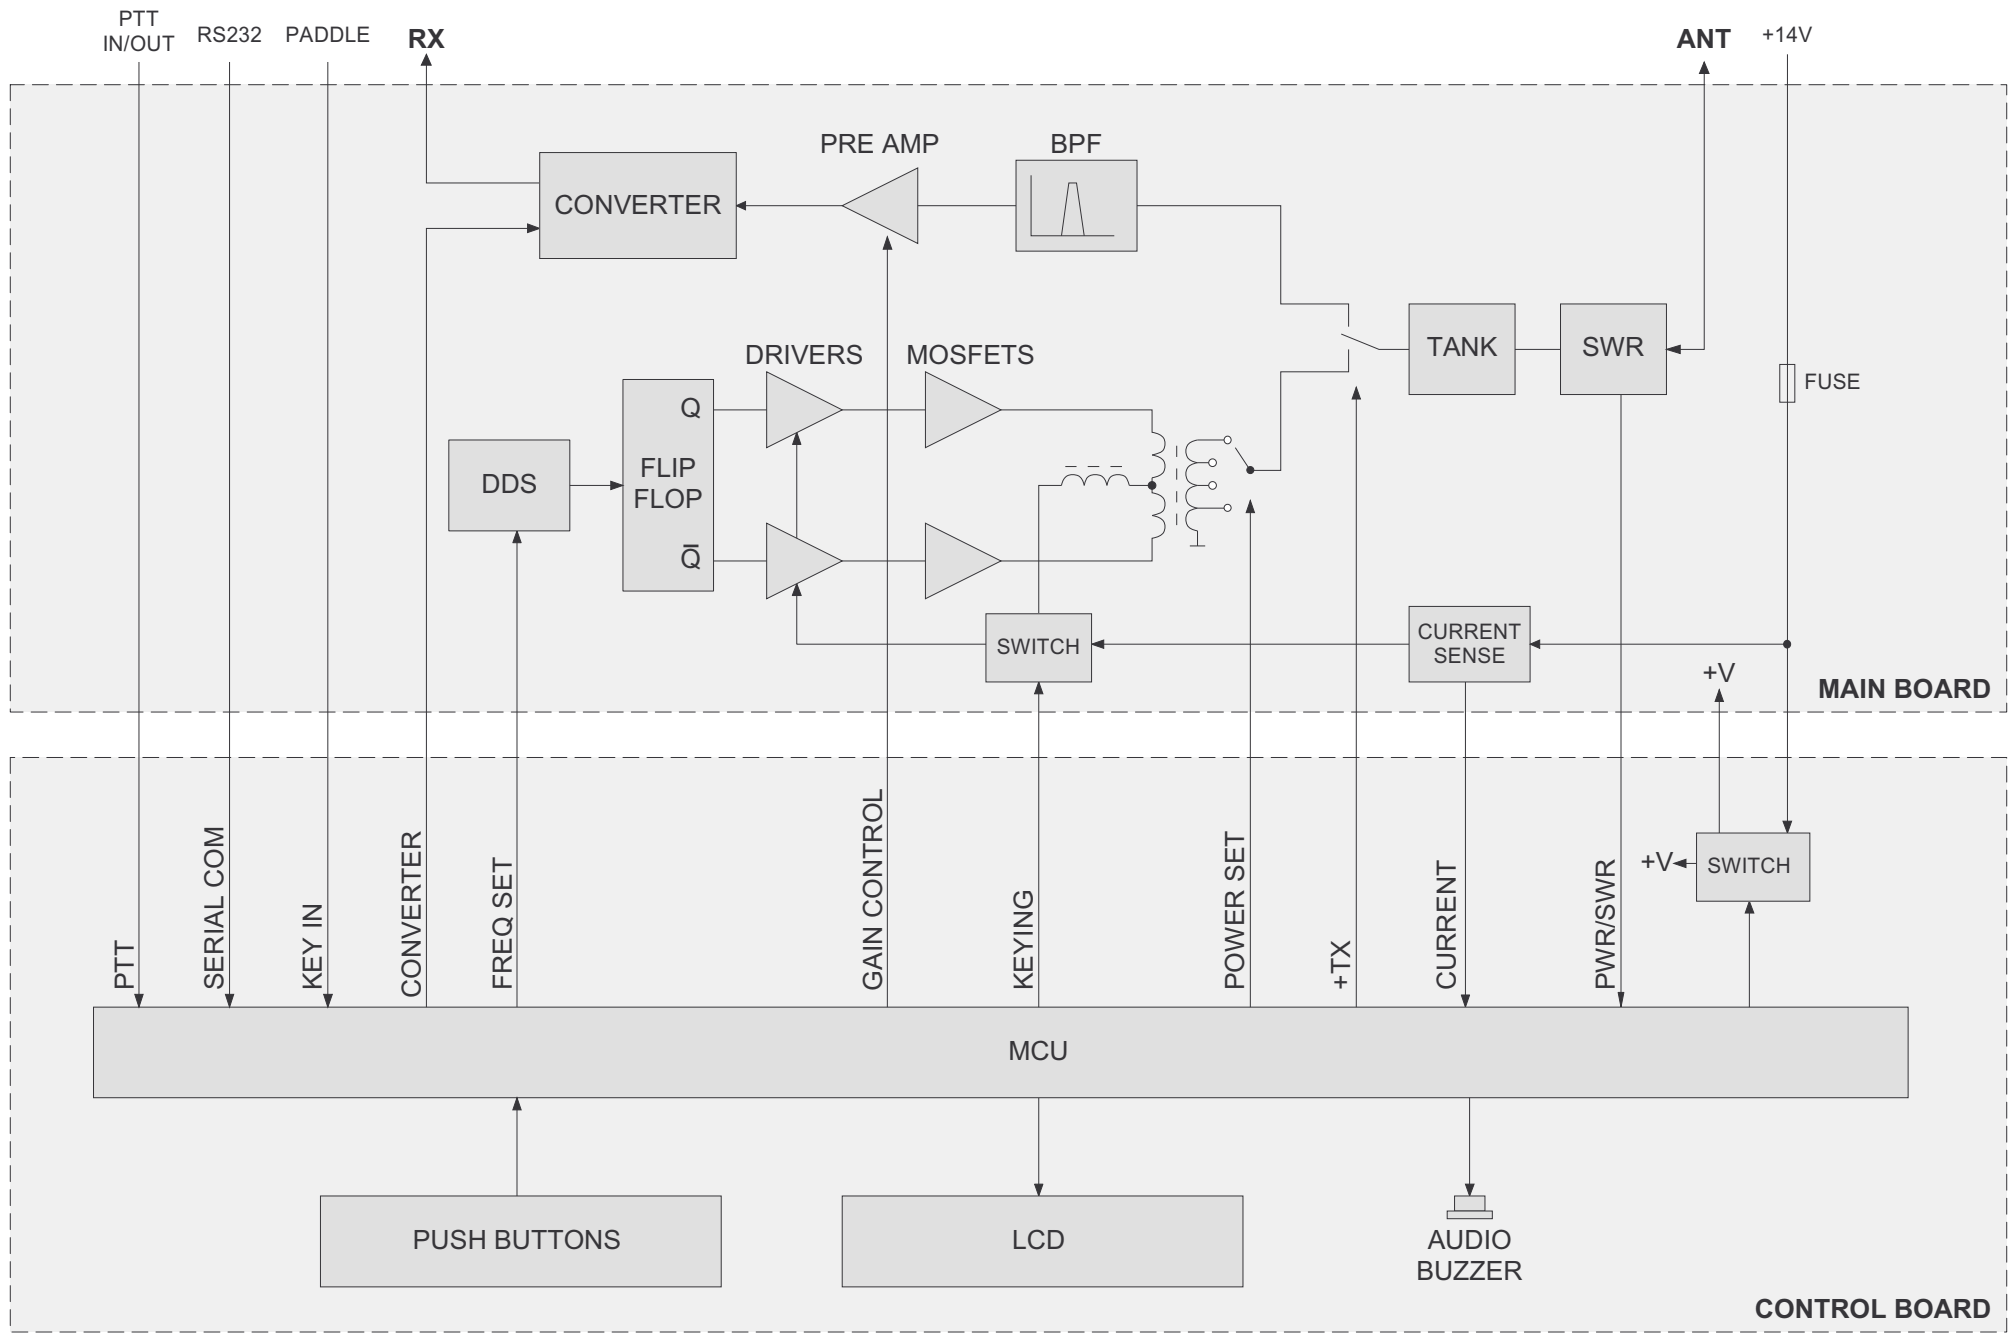 PTT
IN/OUT
RS232
PADDLE
RX
ANT
+14V
PRE AMP
BPF
CONVERTER
DRIVERS
MOSFETS
TANK
SWR
FUSE
Q
FLIP
FLOP
Q̅
DDS
SWITCH
CURRENT
SENSE
+V
MAIN BOARD
PTT
SERIAL COM
KEY IN
CONVERTER
FREQ SET
GAIN CONTROL
KEYING
POWER SET
+TX
CURRENT
PWR/SWR
+V
SWITCH
MCU
PUSH BUTTONS
LCD
AUDIO
BUZZER
CONTROL BOARD